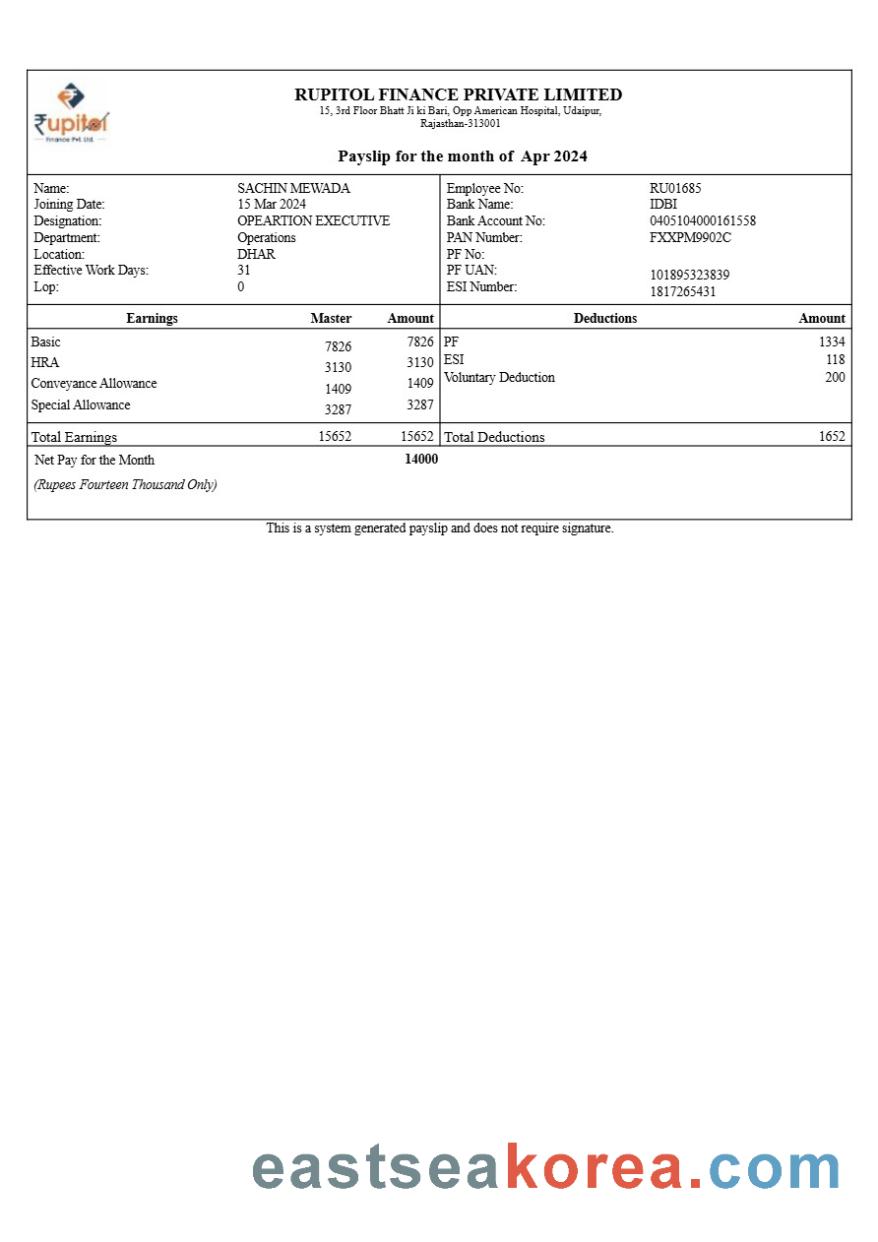 ₹upitol
Finance Pvt. Ltd.
RUPITOL FINANCE PRIVATE LIMITED
15, 3rd Floor Bhatt Ji ki Bari, Opp American Hospital, Udaipur,
Rajasthan-313001
Payslip for the month of Apr 2024
Name: SACHIN MEWADA
Joining Date: 15 Mar 2024
Designation: OPEARTION EXECUTIVE
Department: Operations
Location: DHAR
Effective Work Days: 31
Lop: 0
Employee No: RU01685
Bank Name: IDBI
Bank Account No: 0405104000161558
PAN Number: FXXPM9902C
PF No:
PF UAN: 101895323839
ESI Number: 1817265431
Earnings Master Amount Deductions Amount
Basic 7826 7826 PF 1334
HRA 3130 3130 ESI 118
Conveyance Allowance 1409 1409 Voluntary Deduction 200
Special Allowance 3287 3287
Total Earnings 15652 15652 Total Deductions 1652
Net Pay for the Month 14000
(Rupees Fourteen Thousand Only)
This is a system generated payslip and does not require signature.
eastseakorea.com